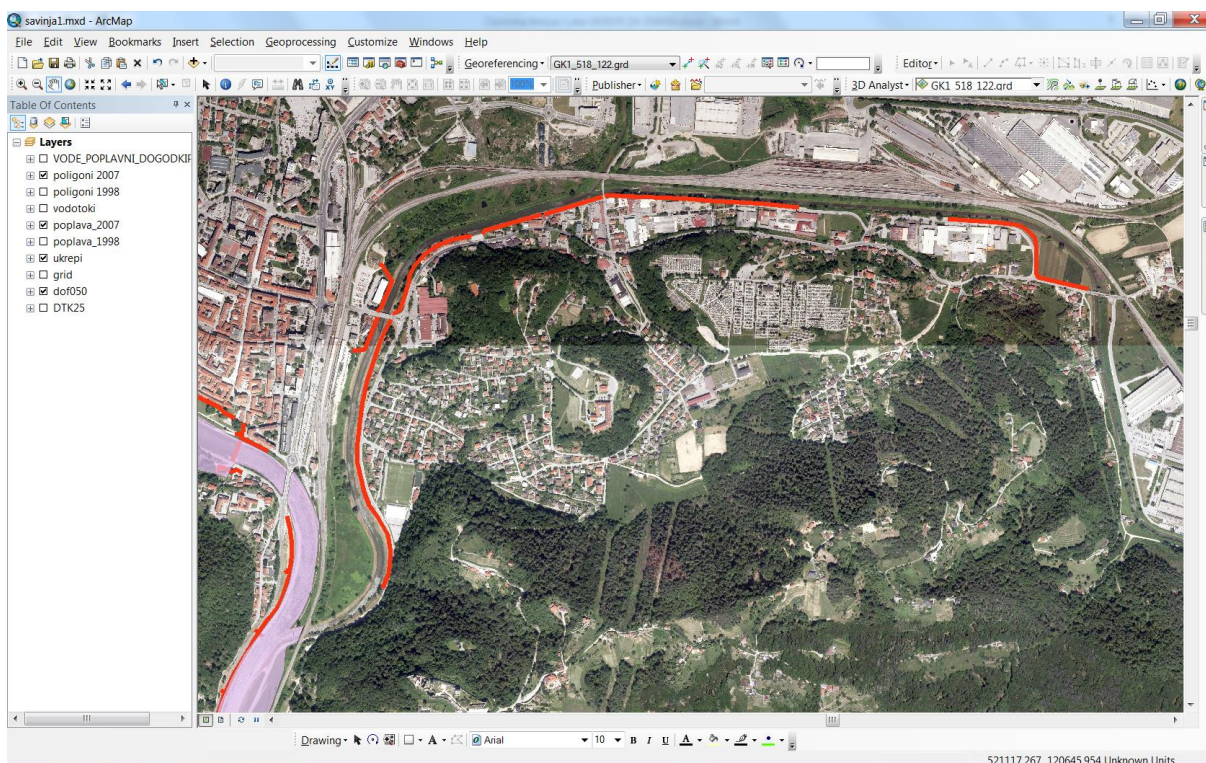 savinja1.mxd - ArcMap
File Edit View Bookmarks Insert Selection Geoprocessing Customize Windows Help
Georeferencing GK1_518_122.grd Editor
100% Publisher 3D Analyst GK1 518 122.grd
Table Of Contents
Layers
VODE_POPLAVNI_DOGODKIP
poligoni 2007
poligoni 1998
vodotoki
poplava_2007
poplava_1998
ukrepi
grid
dof050
DTK25
Drawing A Arial 10 B I U A
521117,267 120645,954 Unknown Units